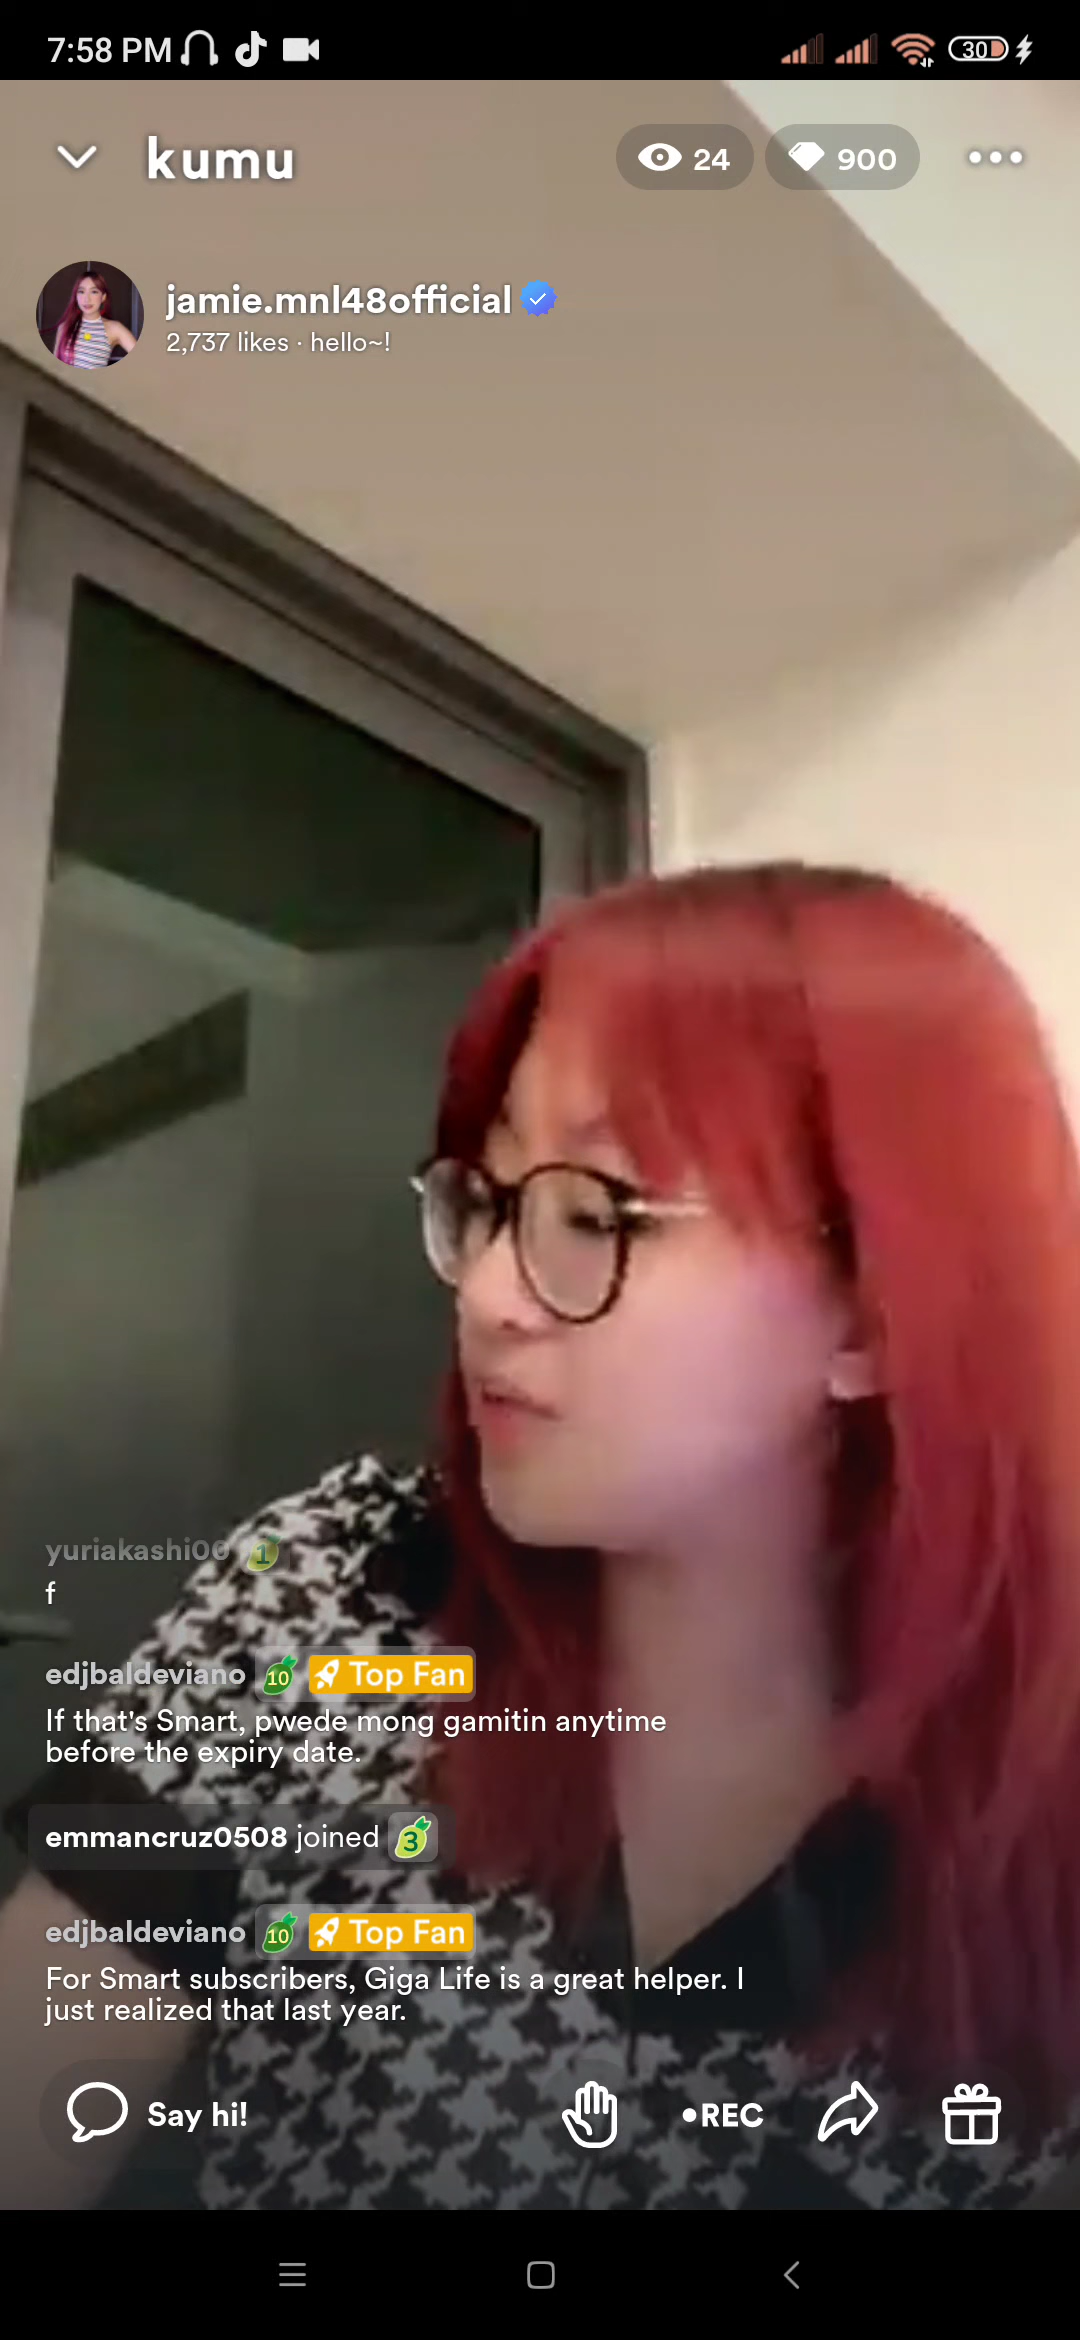 7:58 PM
30
kumu
24
900
jamie.mnl48official
2,737 likes · hello~!
yuriakashi00 1
f
edjbaldeviano 10 Top Fan
If that's Smart, pwede mong gamitin anytime
before the expiry date.
emmancruz0508 joined 3
edjbaldeviano 10 Top Fan
For Smart subscribers, Giga Life is a great helper. I
just realized that last year.
Say hi!
•REC